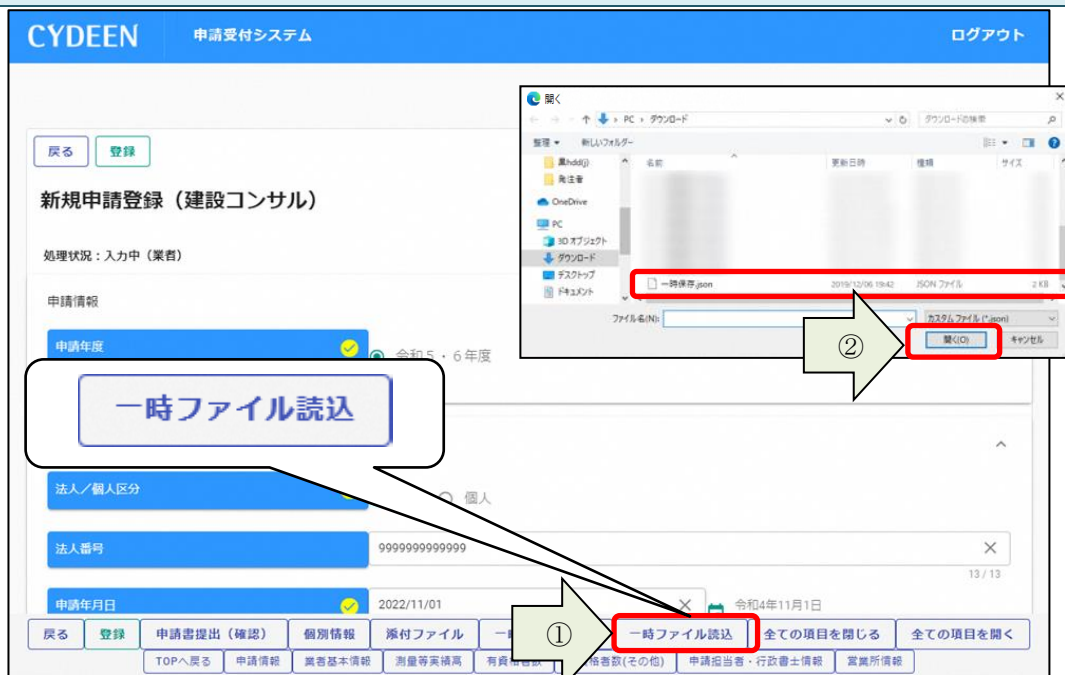 CYDEEN 申請受付システム ログアウト
開く
PC › ダウンロード ダウンロードの検索
整理 新しいフォルダー
黒hdd(j)
発注者
OneDrive
PC
3D オブジェクト
ダウンロード
デスクトップ
ドキュメント
名前 更新日時 種類 サイズ
一時保存.json 2019/12/06 19:42 JSON ファイル 2 KB
ファイル名(N): カスタム ファイル (*.json)
開く(O) キャンセル
②
戻る 登録
新規申請登録（建設コンサル）
処理状況：入力中（業者）
申請情報
申請年度 令和5・6年度
一時ファイル読込
法人／個人区分 個人
法人番号 9999999999999
13 / 13
申請年月日 2022/11/01 令和4年11月1日
戻る 登録 申請書提出（確認） 個別情報 添付ファイル ① 一時ファイル読込 全ての項目を閉じる 全ての項目を開く
TOPへ戻る 申請情報 業者基本情報 測量等実績高 有資格者数 格者数(その他) 申請担当者・行政書士情報 営業所情報